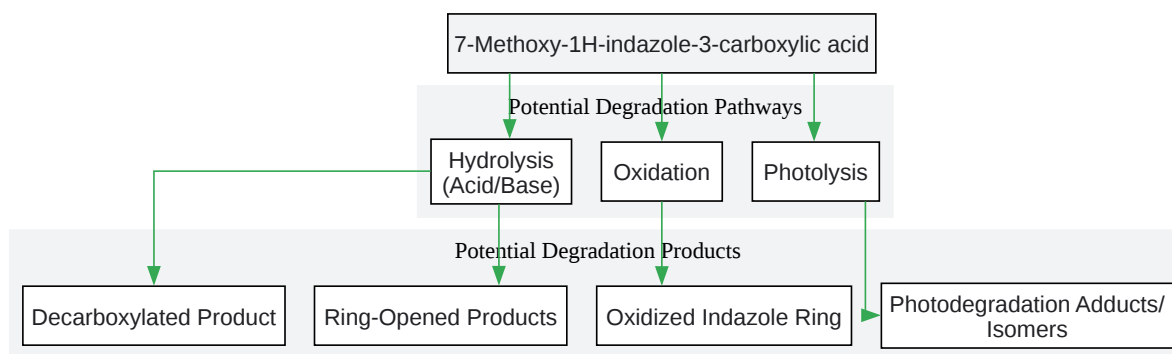 7-Methoxy-1H-indazole-3-carboxylic acid
Potential Degradation Pathways
Hydrolysis
(Acid/Base)
Oxidation
Photolysis
Potential Degradation Products
Decarboxylated Product
Ring-Opened Products
Oxidized Indazole Ring
Photodegradation Adducts/
Isomers